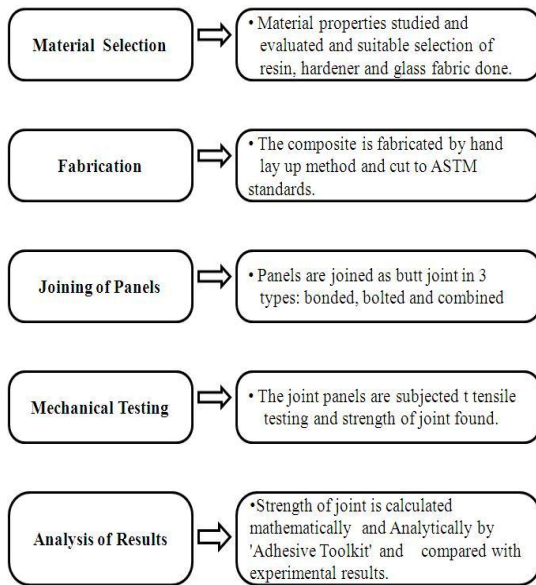 Material Selection
• Material properties studied and
evaluated and suitable selection of
resin, hardener and glass fabric done.
Fabrication
• The composite is fabricated by hand
lay up method and cut to ASTM
standards.
Joining of Panels
• Panels are joined as butt joint in 3
types: bonded, bolted and combined
Mechanical Testing
• The joint panels are subjected t tensile
testing and strength of joint found.
Analysis of Results
•Strength of joint is calculated
mathematically and Analytically by
'Adhesive Toolkit' and compared with
experimental results.